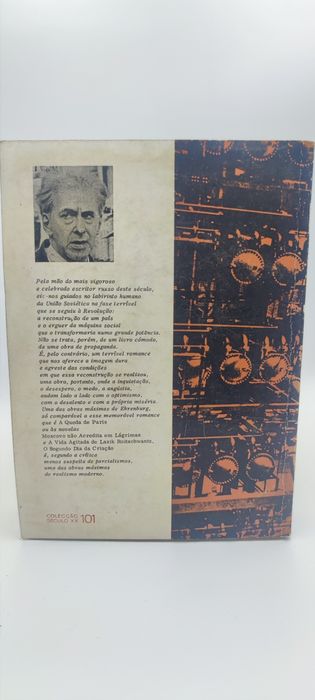 Pela mão do mais vigoroso
e celebrado escritor russo deste século,
eis-nos guiados no labirinto humano
da União Soviética na fase terrível
que se seguiu à Revolução:
a reconstrução de um país
e o erguer da máquina social
que o transformaria numa grande potência.
Não se trata, porém, de um livro cómodo,
de uma obra de propaganda.
É, pelo contrário, um terrível romance
que nos oferece a imagem dura
e agreste das condições
em que essa reconstrução se realizou,
uma obra, portanto, onde a inquietação,
o desespero, o medo, a angústia,
andam lado a lado com o optimismo,
com o desalento e com a própria miséria.
Uma das obras máximas de Ehrenburg,
só comparável a esse memorável romance
que é A Queda de Paris
ou às novelas
Moscovo não Acredita em Lágrimas
e A Vida Agitada de Lasik Roitschwantz,
O Segundo Dia da Criação
é, segundo a crítica
menos suspeita de parcialismos,
uma das obras máximas
do realismo moderno.
COLECÇÃO
SÉCULO XX 101